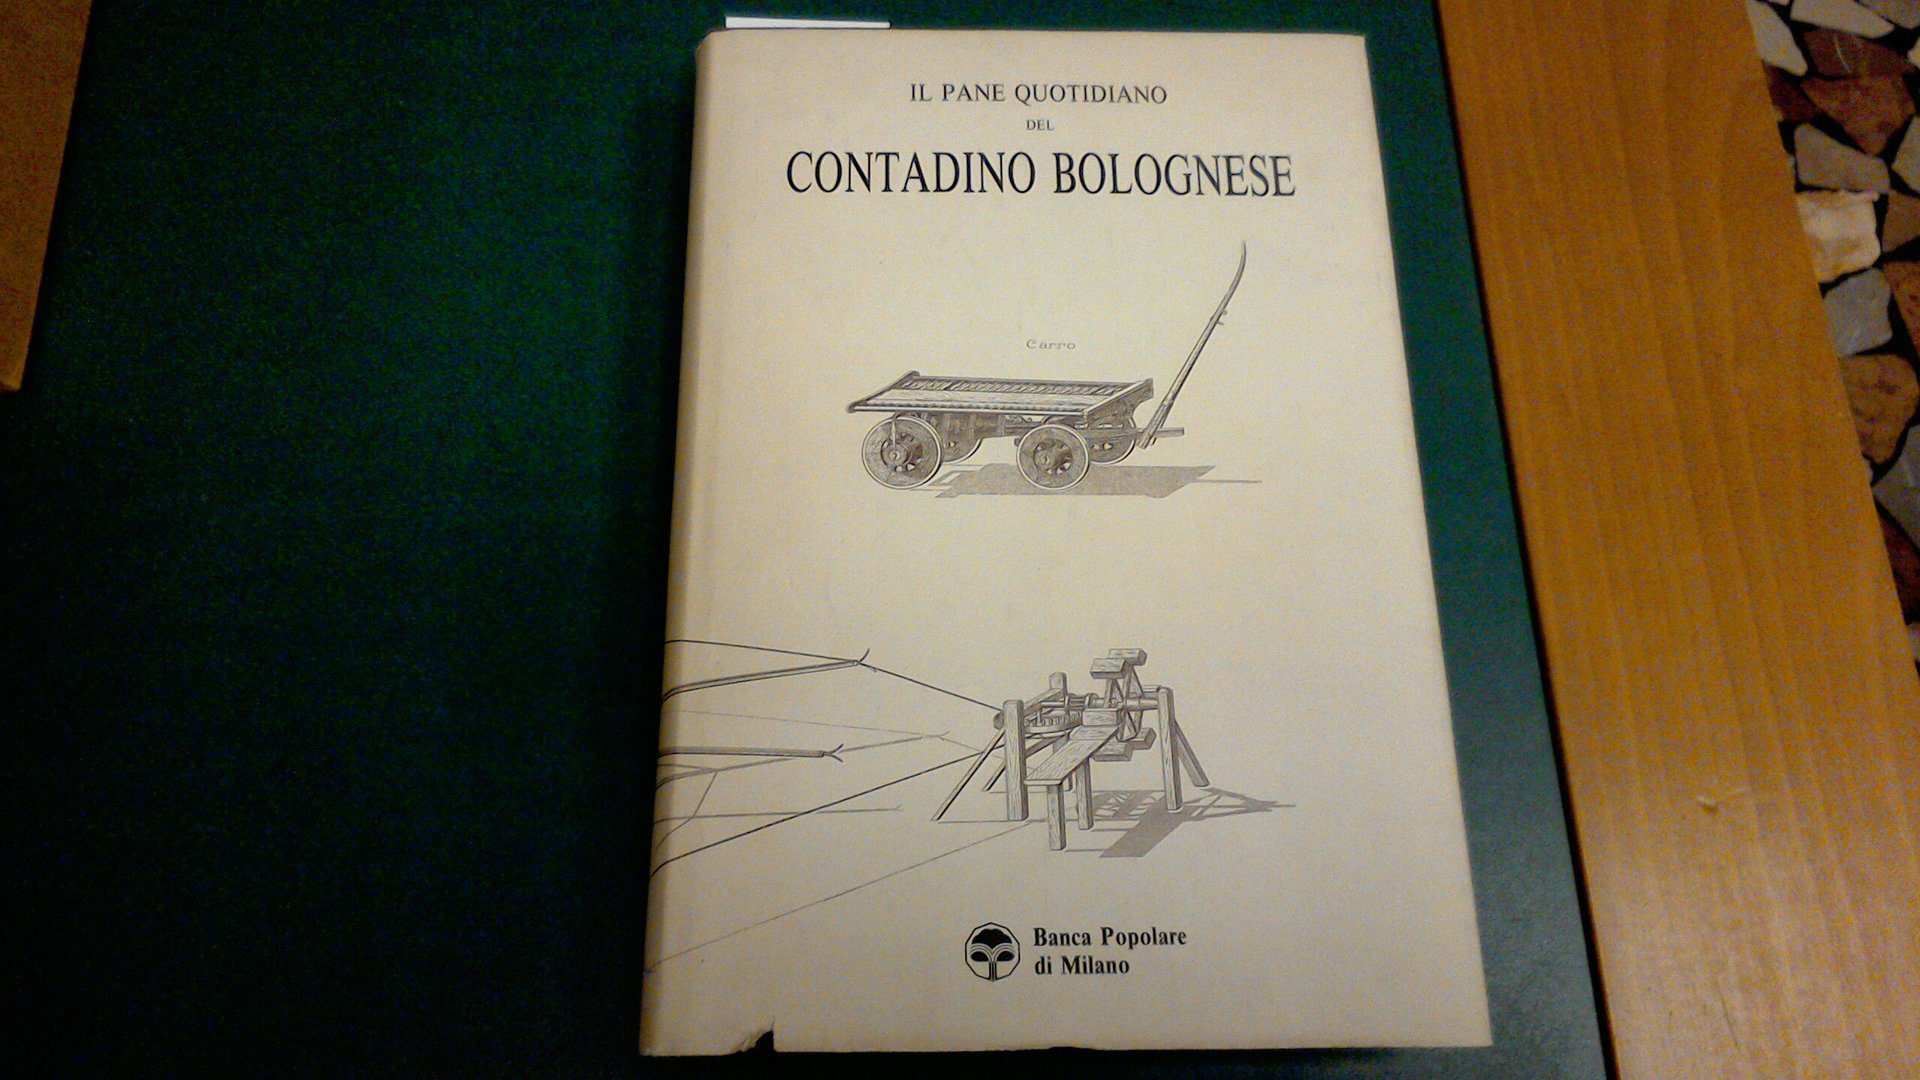 IL PANE QUOTIDIANO
DEL
CONTADINO BOLOGNESE
Carro
Banca Popolare
di Milano